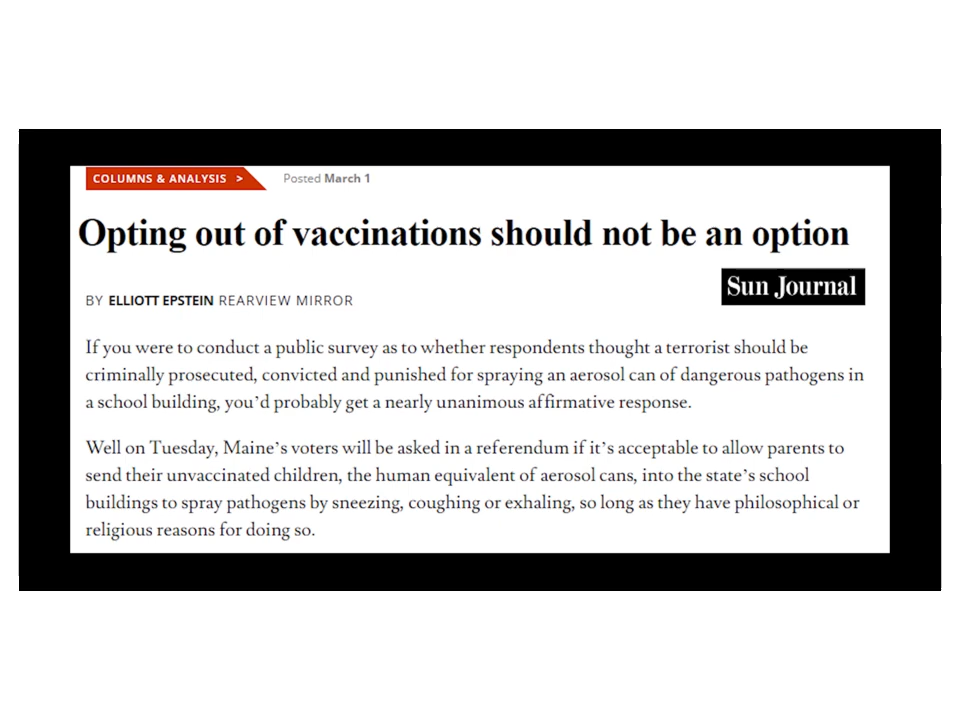 COLUMNS & ANALYSIS > Posted March 1
Opting out of vaccinations should not be an option
Sun Journal
BY ELLIOTT EPSTEIN REARVIEW MIRROR
If you were to conduct a public survey as to whether respondents thought a terrorist should be
criminally prosecuted, convicted and punished for spraying an aerosol can of dangerous pathogens in
a school building, you’d probably get a nearly unanimous affirmative response.
Well on Tuesday, Maine’s voters will be asked in a referendum if it’s acceptable to allow parents to
send their unvaccinated children, the human equivalent of aerosol cans, into the state’s school
buildings to spray pathogens by sneezing, coughing or exhaling, so long as they have philosophical or
religious reasons for doing so.